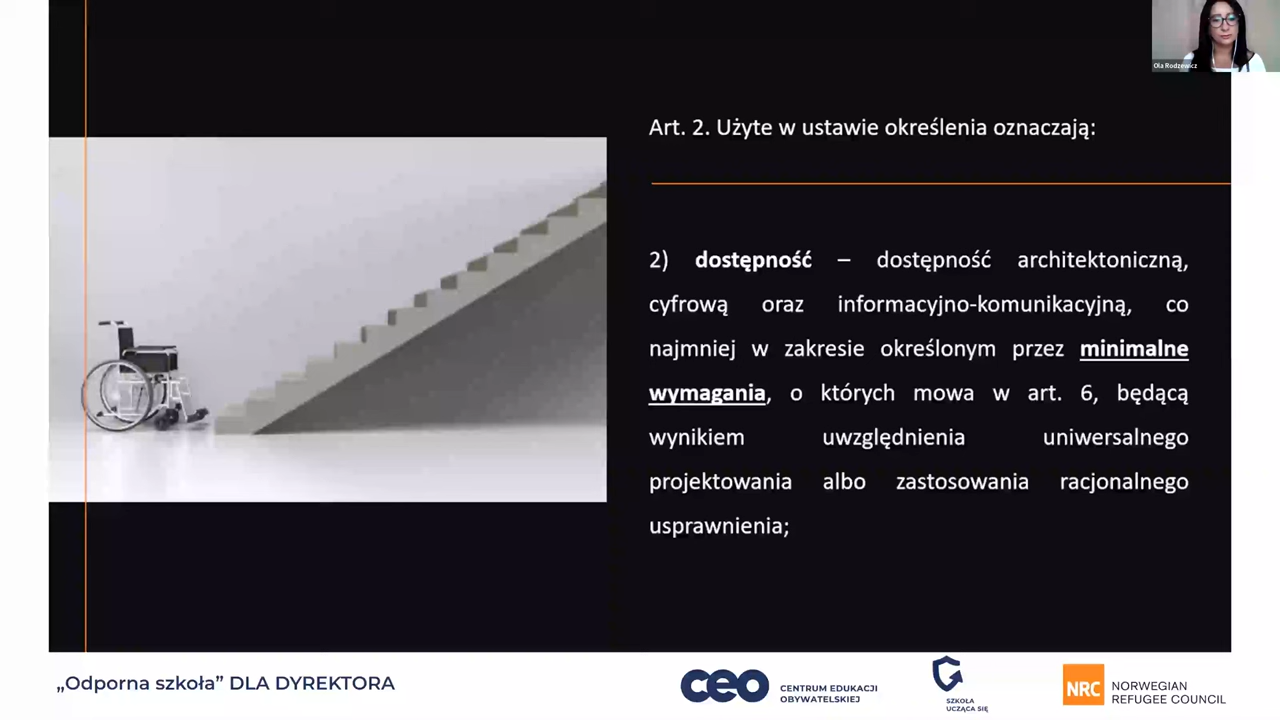 Ola Rodzewicz
Art. 2. Użyte w ustawie określenia oznaczają:
2) dostępność – dostępność architektoniczną,
cyfrową oraz informacyjno-komunikacyjną, co
najmniej w zakresie określonym przez minimalne
wymagania, o których mowa w art. 6, będącą
wynikiem uwzględnienia uniwersalnego
projektowania albo zastosowania racjonalnego
usprawnienia;
„Odporna szkoła” DLA DYREKTORA
ceo
CENTRUM EDUKACJI
OBYWATELSKIEJ
SZKOŁA
UCZĄCA SIĘ
NRC
NORWEGIAN
REFUGEE COUNCIL